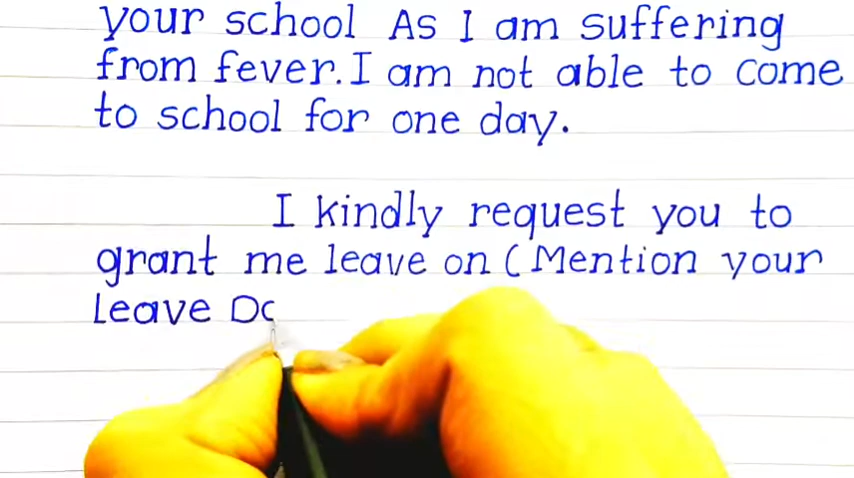 your school As I am suffering
from fever. I am not able to come
to school for one day.
I kindly request you to
grant me leave on (Mention your
Leave